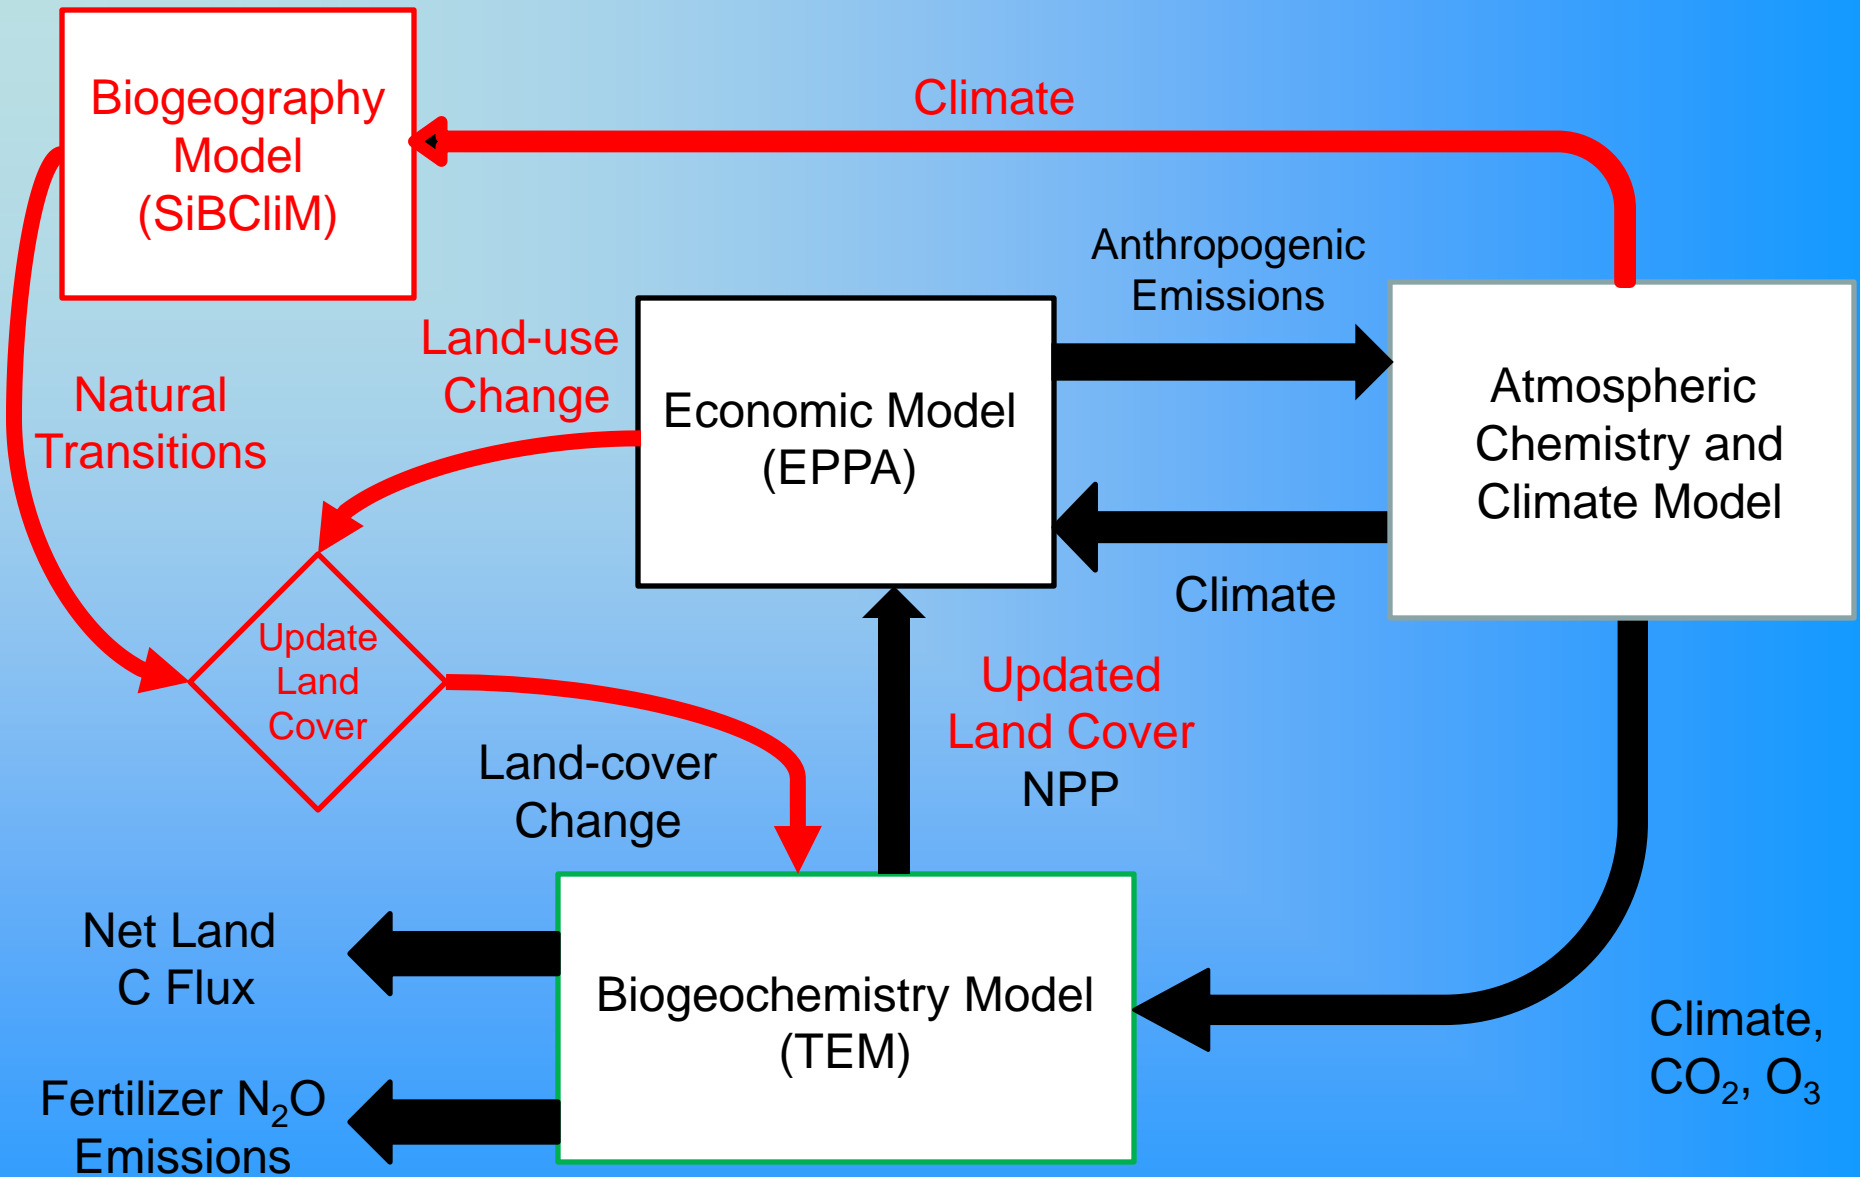 Biogeography
Model
(SiBCliM)
Climate
Anthropogenic
Emissions
Land-use
Change
Natural
Transitions
Economic Model
(EPPA)
Atmospheric
Chemistry and
Climate Model
Climate
Update
Land
Cover
Updated
Land Cover
NPP
Land-cover
Change
Net Land
C Flux
Biogeochemistry Model
(TEM)
Climate,
CO₂, O₃
Fertilizer N₂O
Emissions